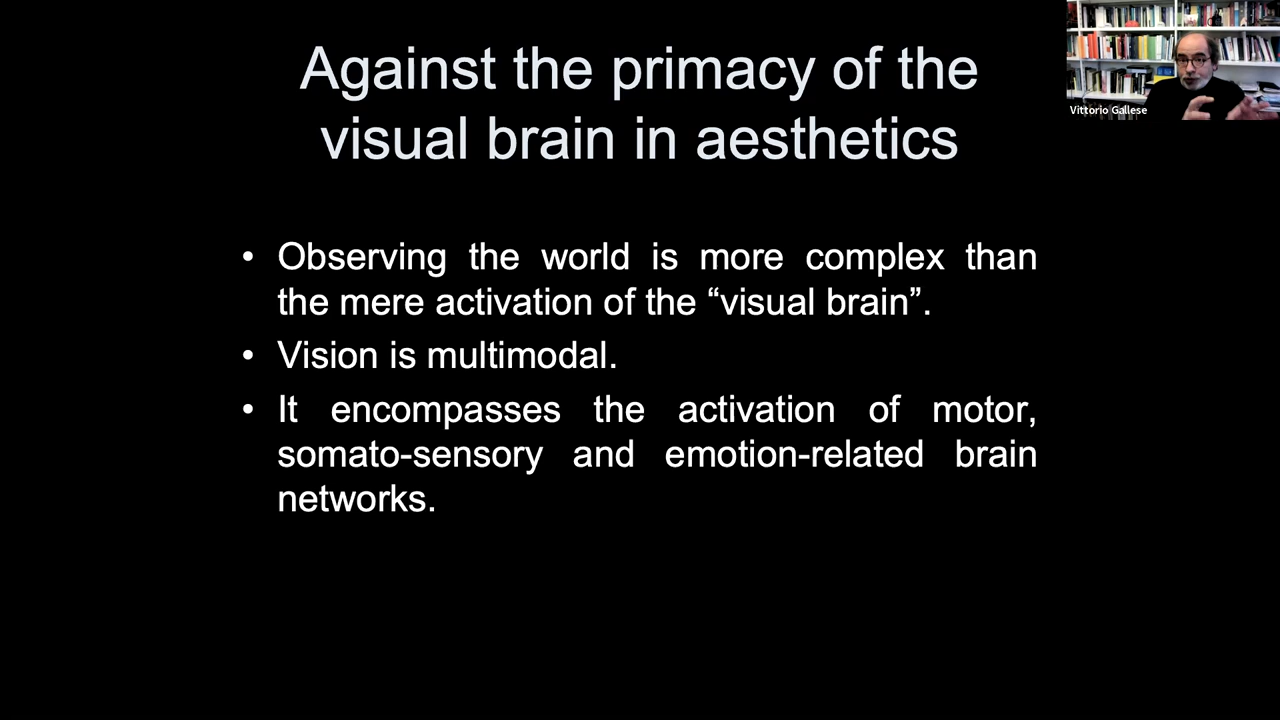 Against the primacy of the
visual brain in aesthetics
Vittorio Gallese
• Observing the world is more complex than
the mere activation of the “visual brain”.
• Vision is multimodal.
• It encompasses the activation of motor,
somato-sensory and emotion-related brain
networks.